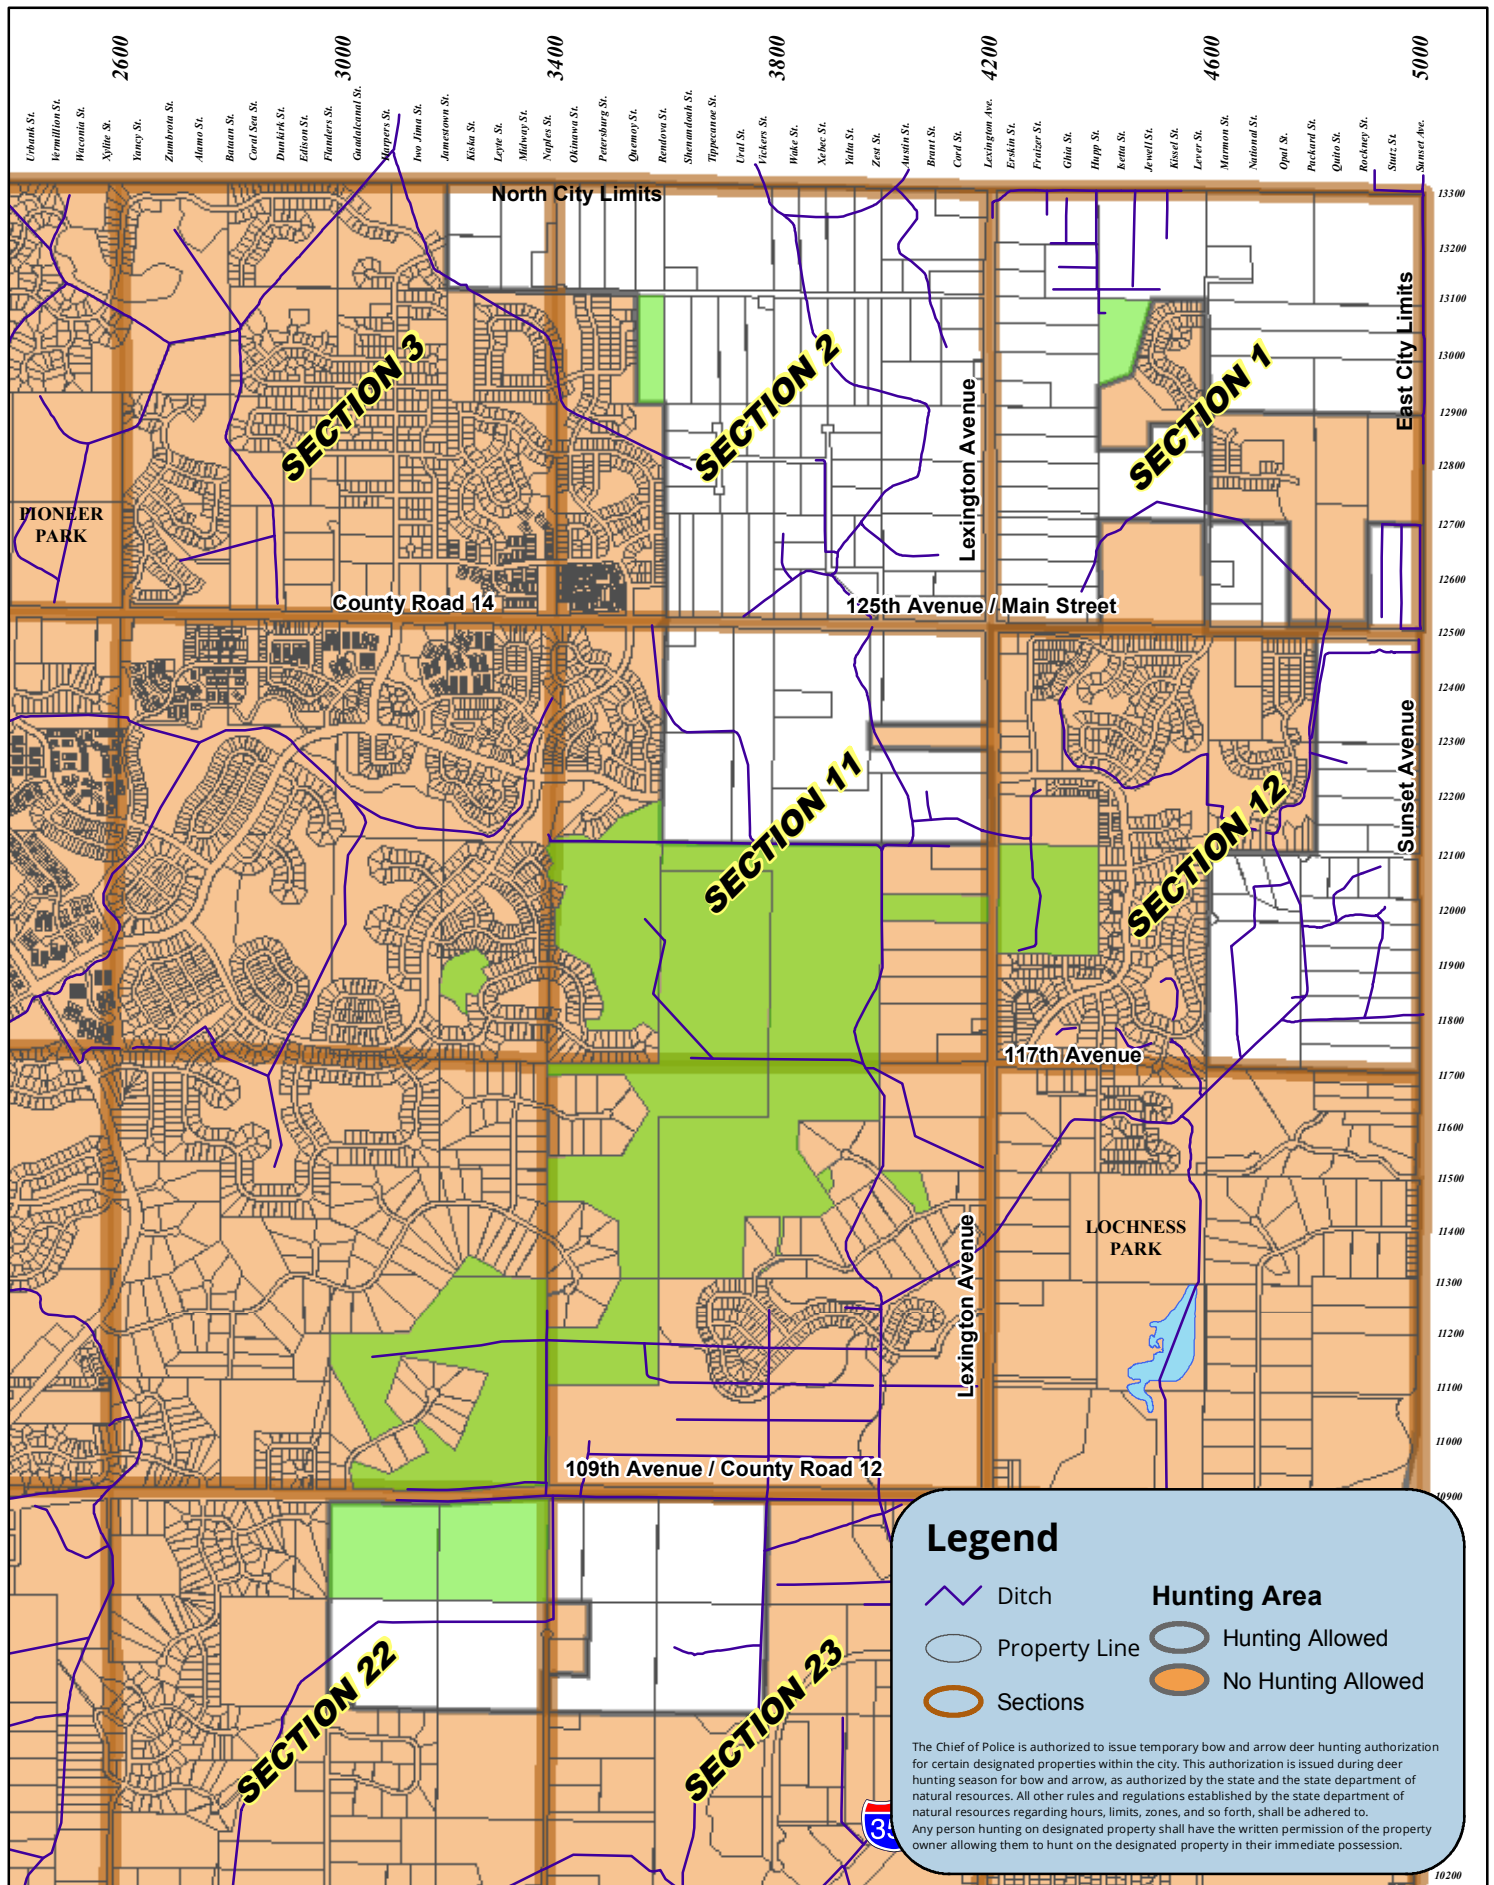 2600
3000
3400
3800
4200
4600
5000
Urbank St.
Vermillion St.
Waconia St.
Xylite St.
Yancy St.
Zumbrota St.
Alamo St.
Bataan St.
Coral Sea St.
Dunkirk St.
Edison St.
Flanders St.
Guadalcanal St.
Harpers St.
Iwo Jima St.
Jamestown St.
Kiska St.
Leyte St.
Midway St.
Naples St.
Okinawa St.
Petersburg St.
Quemoy St.
Rendova St.
Shenandoah St.
Tippecanoe St.
Ural St.
Vickers St.
Wake St.
Xebec St.
Yalta St.
Zest St.
Austin St.
Brant St.
Cord St.
Lexington Ave.
Erskin St.
Fraizer St.
Ghia St.
Hupp St.
Isetta St.
Jewell St.
Kissel St.
Lever St.
Marmon St.
National St.
Opal St.
Packard St.
Quito St.
Rockney St.
Stutz St.
Sunset Ave.
North City Limits
13300
13200
13100
East City Limits
13000
SECTION 3
SECTION 2
SECTION 1
Lexington Avenue
12900
12800
PIONEER
PARK
12700
12600
County Road 14
125th Avenue / Main Street
12500
12400
12300
Sunset Avenue
SECTION 11
SECTION 12
12200
12100
12000
11900
11800
117th Avenue
11700
11600
11500
LOCHNESS
PARK
11400
Lexington Avenue
11300
11200
11100
11000
109th Avenue / County Road 12
10900
SECTION 22
SECTION 23
35
Legend
Ditch
Property Line
Sections
Hunting Area
Hunting Allowed
No Hunting Allowed
The Chief of Police is authorized to issue temporary bow and arrow deer hunting authorization
for certain designated properties within the city. This authorization is issued during deer
hunting season for bow and arrow, as authorized by the state and the state department of
natural resources. All other rules and regulations established by the state department of
natural resources regarding hours, limits, zones, and so forth, shall be adhered to.
Any person hunting on designated property shall have the written permission of the property
owner allowing them to hunt on the designated property in their immediate possession.
10200